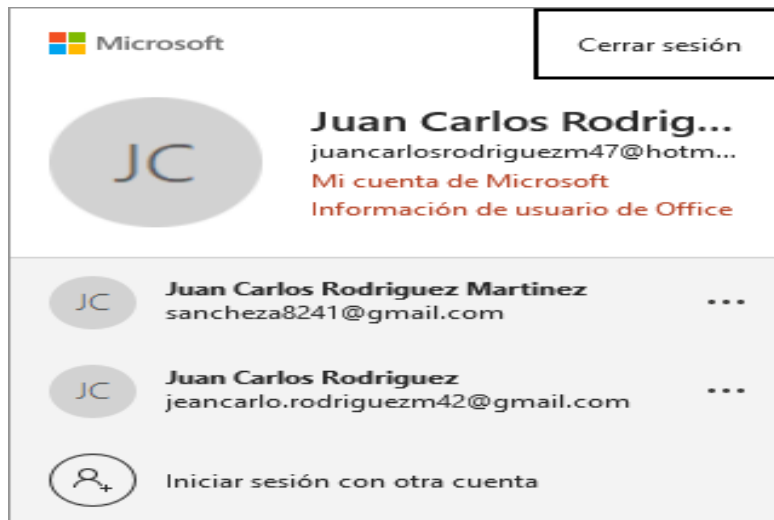 Microsoft
Cerrar sesión
JC
Juan Carlos Rodrig...
juancarlosrodriguezm47@hotm...
Mi cuenta de Microsoft
Información de usuario de Office
JC
Juan Carlos Rodriguez Martinez
sancheza8241@gmail.com
JC
Juan Carlos Rodriguez
jeancarlo.rodriguezm42@gmail.com
Iniciar sesión con otra cuenta